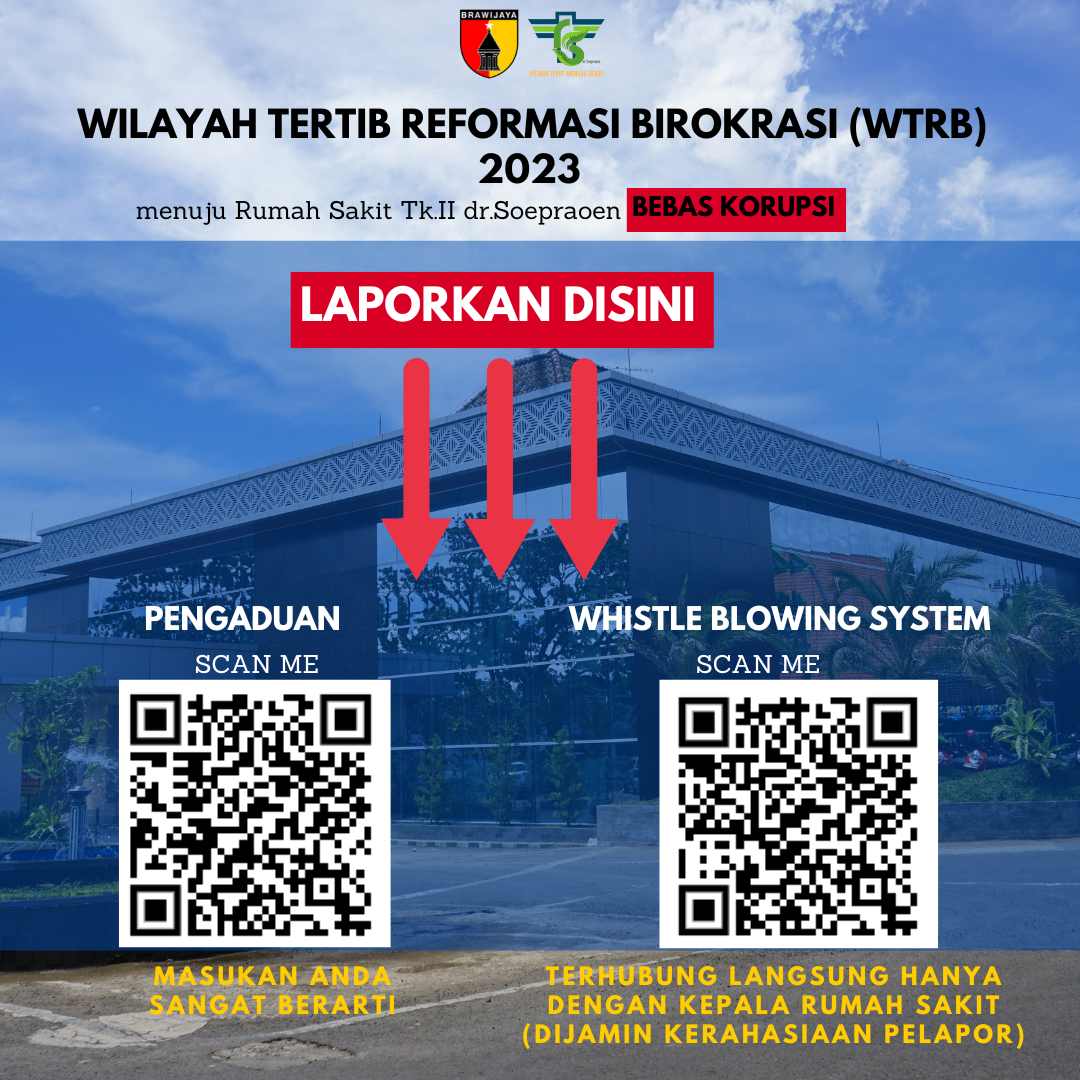 BRAWIJAYA
WILAYAH TERTIB REFORMASI BIROKRASI (WTRB)
2023
menuju Rumah Sakit Tk.II dr.Soepraoen BEBAS KORUPSI
LAPORKAN DISINI
PENGADUAN
SCAN ME
MASUKAN ANDA
SANGAT BERARTI
WHISTLE BLOWING SYSTEM
SCAN ME
TERHUBUNG LANGSUNG HANYA
DENGAN KEPALA RUMAH SAKIT
(DIJAMIN KERAHASIAAN PELAPOR)